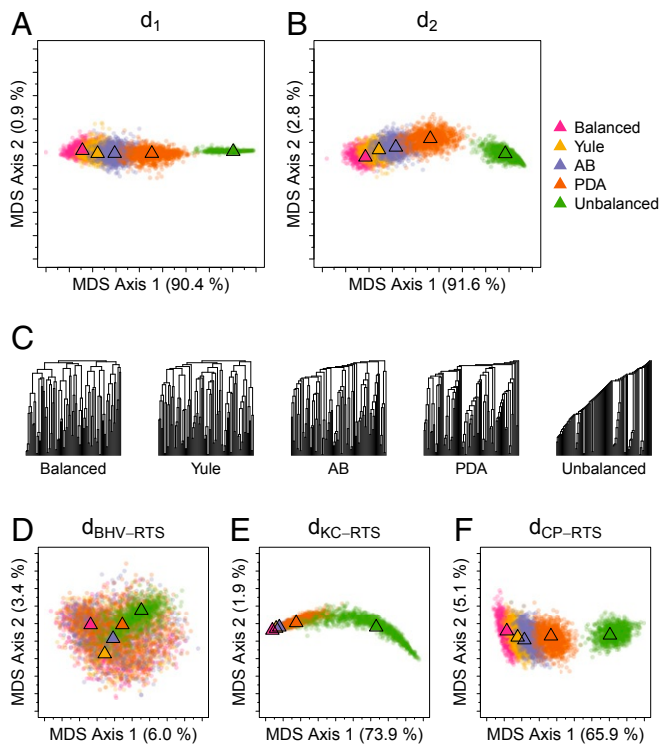 A
d1
B
d2
MDS Axis 2 (0.9 %)
MDS Axis 1 (90.4 %)
MDS Axis 2 (2.8 %)
MDS Axis 1 (91.6 %)
Balanced
Yule
AB
PDA
Unbalanced
C
Balanced
Yule
AB
PDA
Unbalanced
D
dBHV−RTS
E
dKC−RTS
F
dCP−RTS
MDS Axis 2 (3.4 %)
MDS Axis 1 (6.0 %)
MDS Axis 2 (1.9 %)
MDS Axis 1 (73.9 %)
MDS Axis 2 (5.1 %)
MDS Axis 1 (65.9 %)